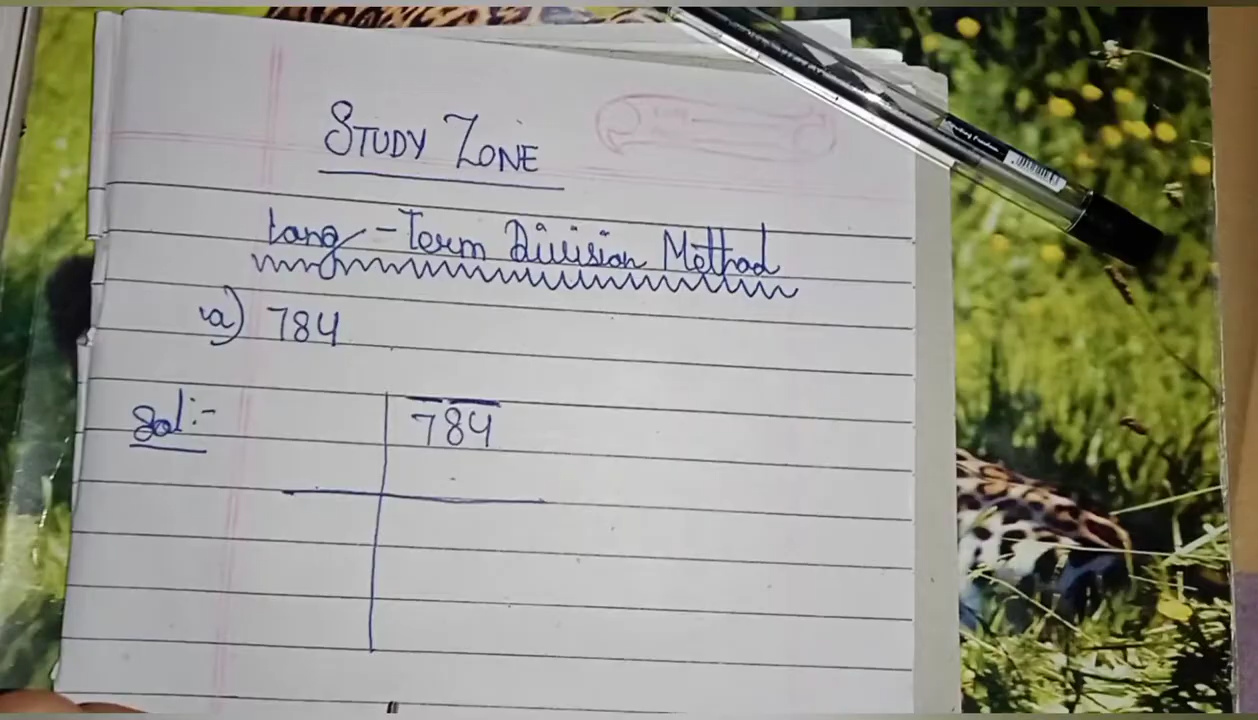 STUDY ZONE
Long-Term Division Method
a) 784
Sol:-
784